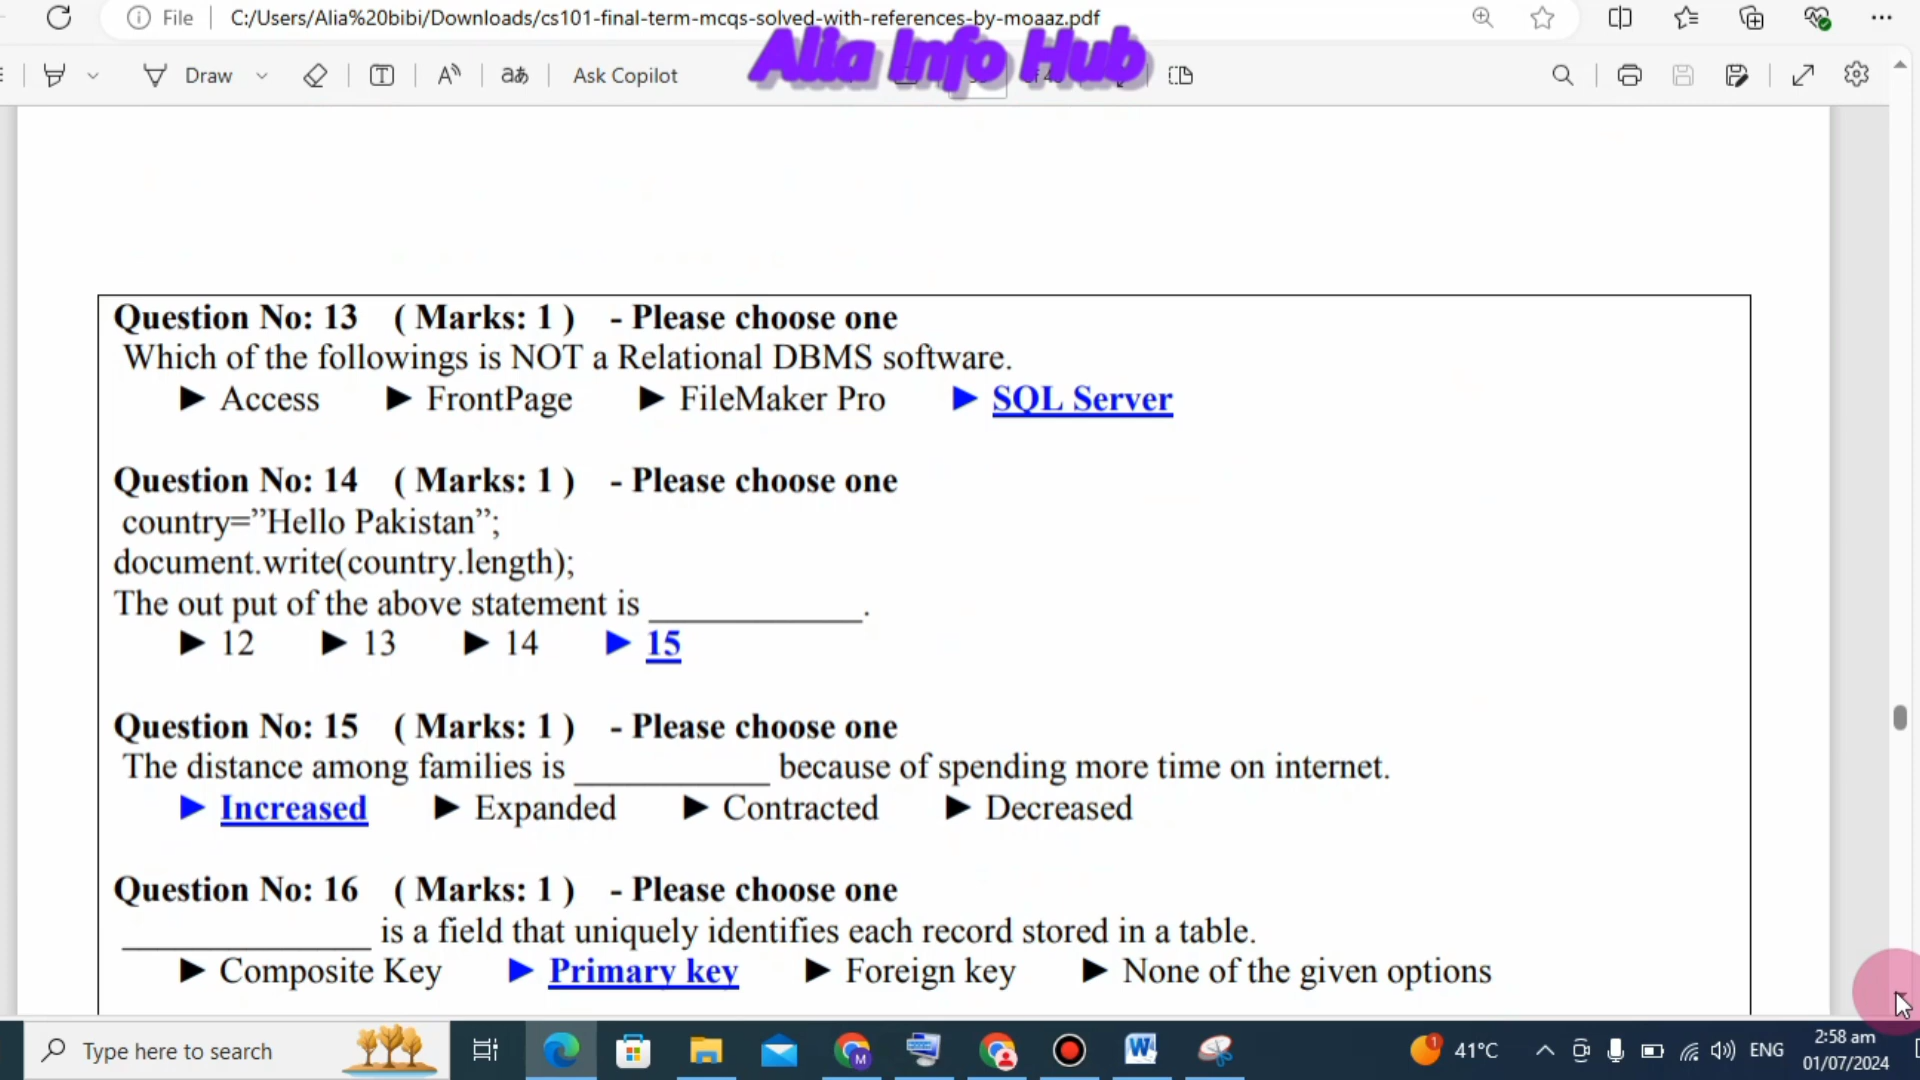 File C:/Users/Alia%20bibi/Downloads/cs101-final-term-mcqs-solved-with-references-by-moaaz.pdf
Alia Info Hub
Draw Ask Copilot
Question No: 13 ( Marks: 1 ) - Please choose one
Which of the followings is NOT a Relational DBMS software.
► Access ► FrontPage ► FileMaker Pro ► SQL Server
Question No: 14 ( Marks: 1 ) - Please choose one
country=”Hello Pakistan”;
document.write(country.length);
The out put of the above statement is ____________.
► 12 ► 13 ► 14 ► 15
Question No: 15 ( Marks: 1 ) - Please choose one
The distance among families is ___________ because of spending more time on internet.
► Increased ► Expanded ► Contracted ► Decreased
Question No: 16 ( Marks: 1 ) - Please choose one
______________ is a field that uniquely identifies each record stored in a table.
► Composite Key ► Primary key ► Foreign key ► None of the given options
Type here to search
41°C ENG
2:58 am
01/07/2024